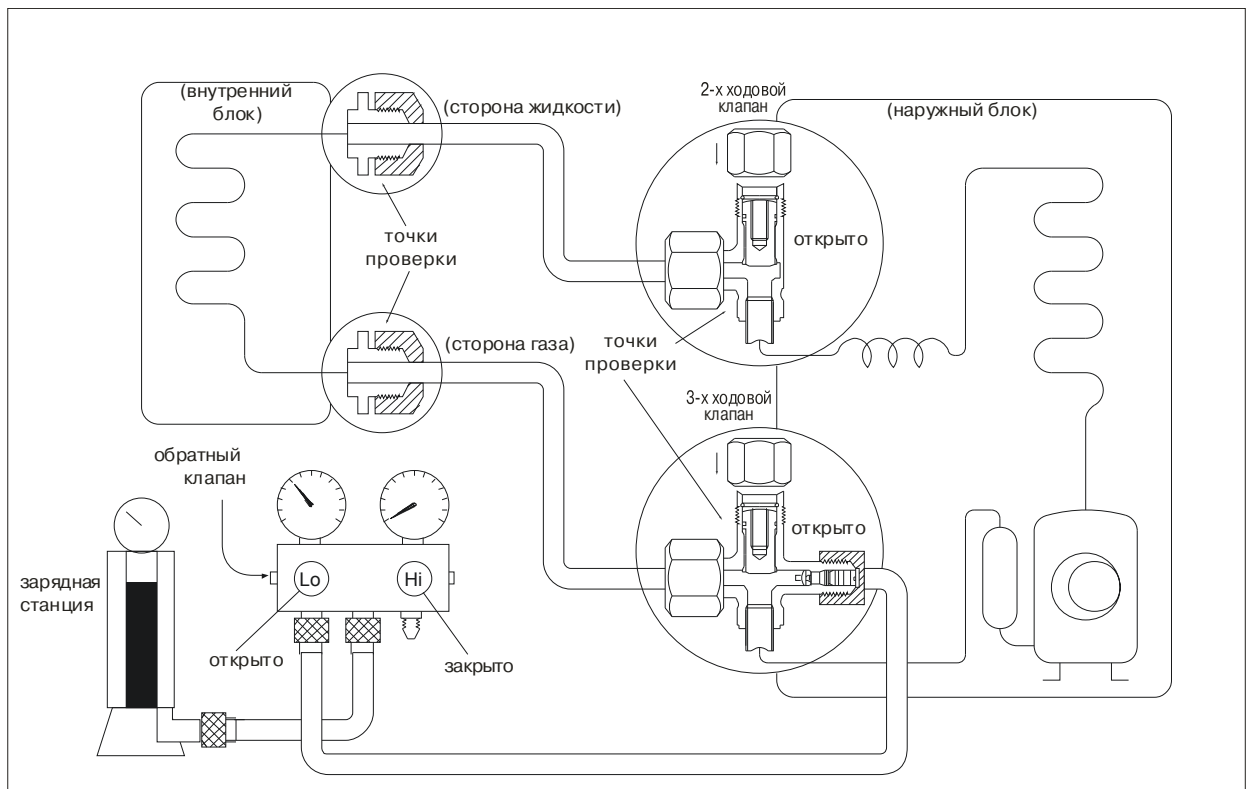 (внутренний
блок)
(сторона жидкости)
2-х ходовой
клапан
(наружный блок)
открыто
точки
проверки
(сторона газа)
точки
проверки
3-х ходовой
клапан
обратный
клапан
открыто
зарядная
станция
Lo
Hi
открыто
закрыто